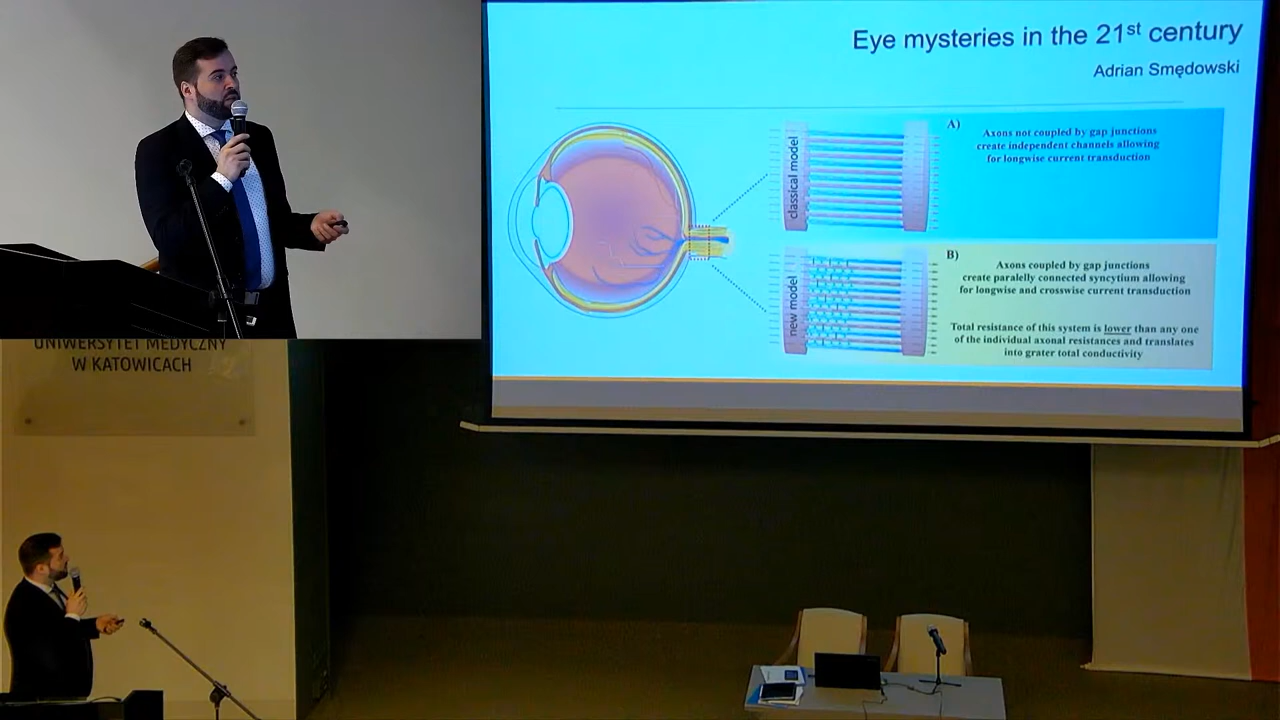 Eye mysteries in the 21st century
Adrian Smędowski
classical model
A)
Axons not coupled by gap junctions
create independent channels allowing
for longwise current transduction
new model
B)
Axons coupled by gap junctions
create paralelly connected syncytium allowing
for longwise and crosswise current transduction
Total resistance of this system is lower than any one
of the individual axonal resistances and translates
into grater total conductivity
UNIWERSYTET MEDYCZNY
W KATOWICACH